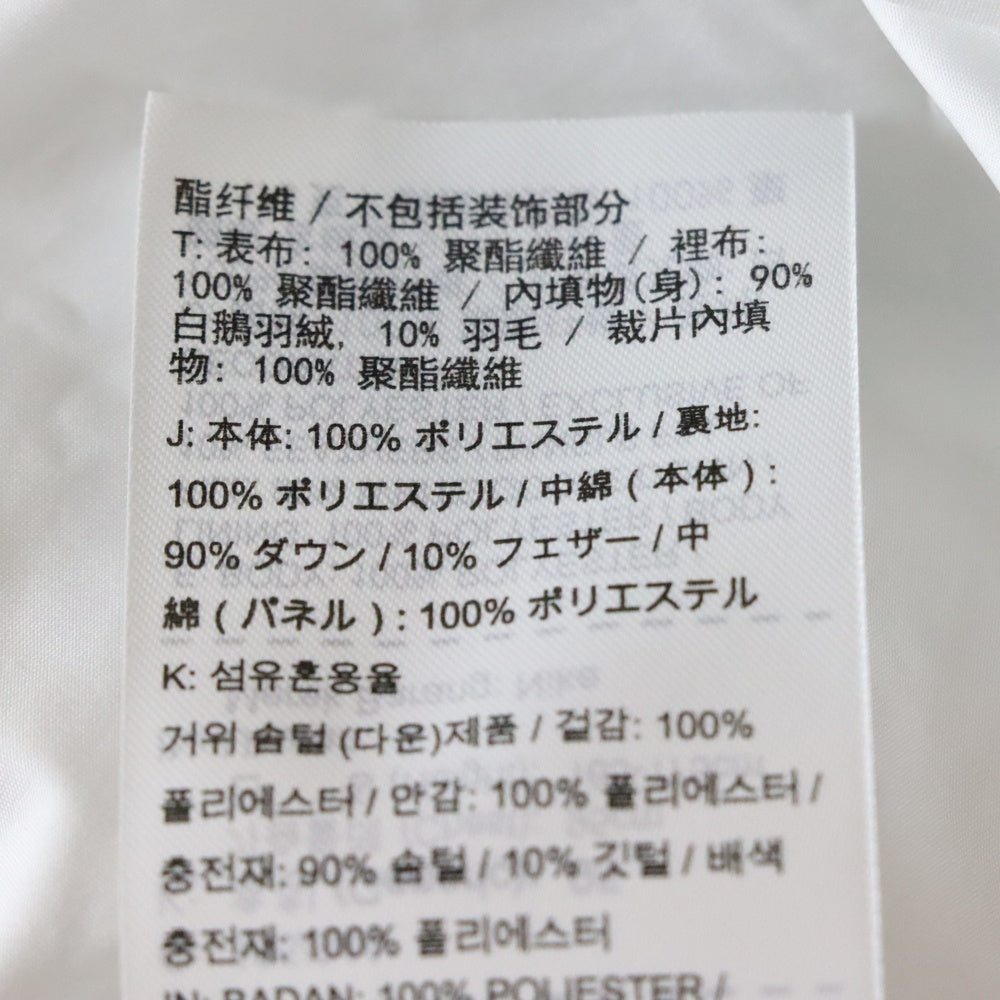 酯纤维 / 不包括装饰部分
T: 表布: 100% 聚酯纖維 / 裡布:
100% 聚酯纖維 / 內填物(身): 90%
白鵝羽絨, 10% 羽毛 / 裁片內填
物: 100% 聚酯纖維
J: 本体: 100% ポリエステル / 裏地:
100% ポリエステル / 中綿 ( 本体 ) :
90% ダウン / 10% フェザー / 中
綿 ( パネル ) : 100% ポリエステル
K: 섬유혼용율
거위 솜털 (다운)제품 / 겉감: 100%
폴리에스터 / 안감: 100% 폴리에스터 /
충전재: 90% 솜털 / 10% 깃털 / 배색
충전재: 100% 폴리에스터
IN: BADAN: 100% POLIESTER /